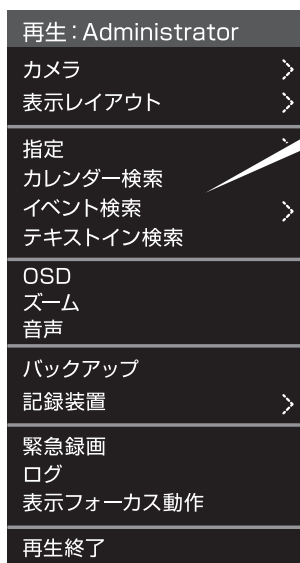 再生：Administrator
カメラ
表示レイアウト
指定
カレンダー検索
イベント検索
テキストイン検索
OSD
ズーム
音声
バックアップ
記録装置
緊急録画
ログ
表示フォーカス動作
再生終了